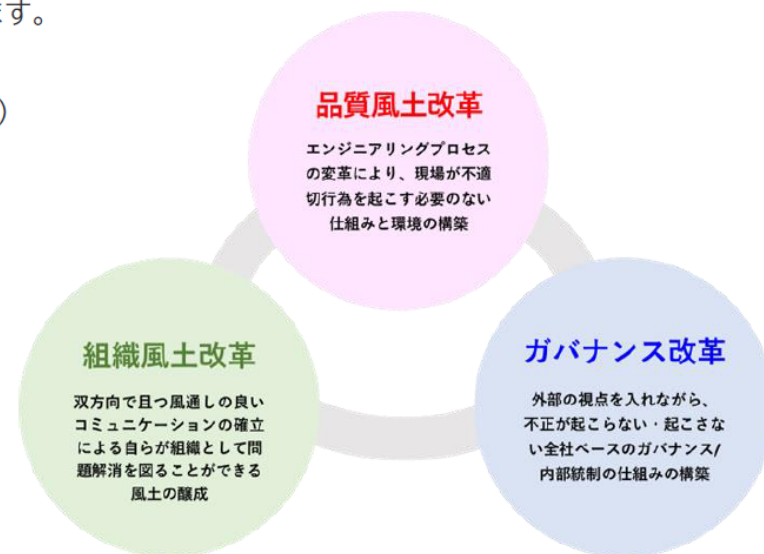 ます。
)
品質風土改革
エンジニアリングプロセス
の変革により、現場が不適
切行為を起こす必要のない
仕組みと環境の構築
組織風土改革
双方向で且つ風通しの良い
コミュニケーションの確立
による自らが組織として問
題解消を図ることができる
風土の醸成
ガバナンス改革
外部の視点を入れながら、
不正が起こらない・起こさな
い全社ベースのガバナンス/
内部統制の仕組みの構築